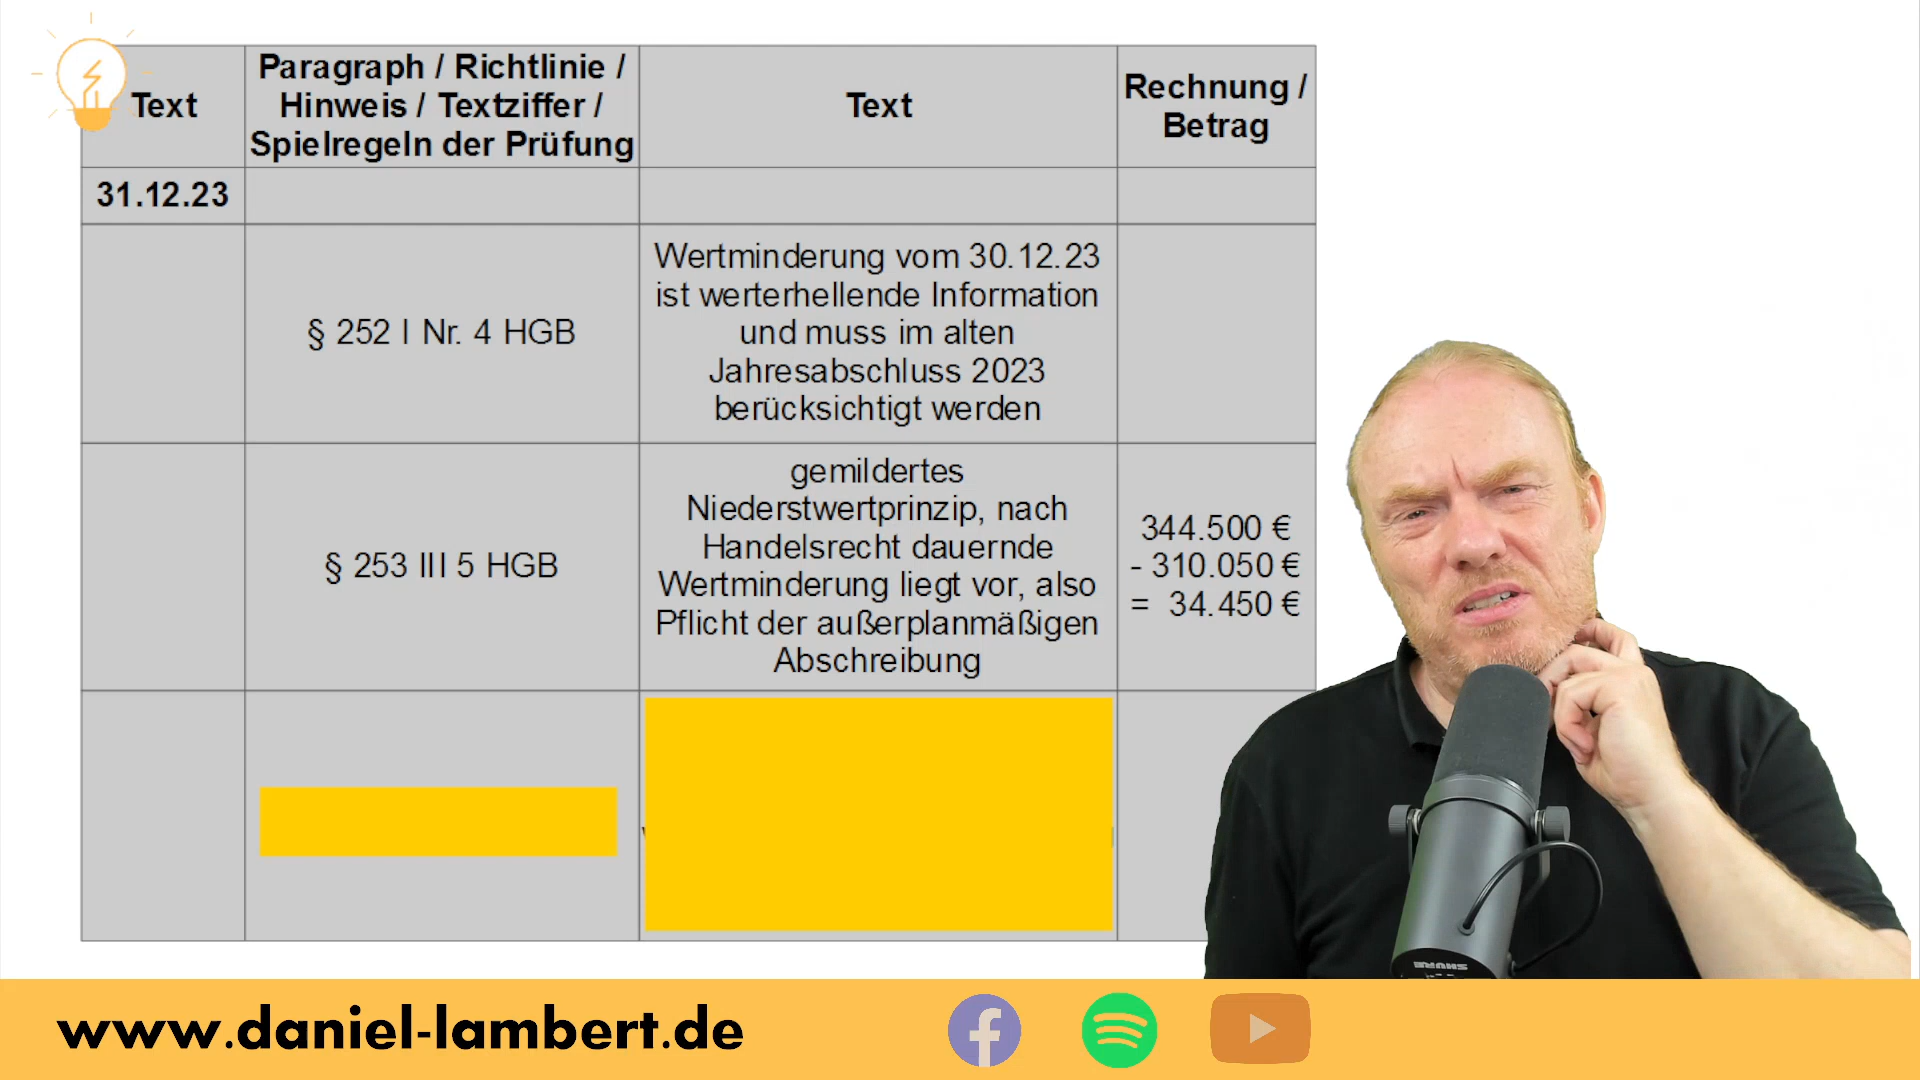 Text
Paragraph / Richtlinie /
Hinweis / Textziffer /
Spielregeln der Prüfung
Text
Rechnung /
Betrag
31.12.23
§ 252 I Nr. 4 HGB
Wertminderung vom 30.12.23
ist werterhellende Information
und muss im alten
Jahresabschluss 2023
berücksichtigt werden
§ 253 III 5 HGB
gemildertes
Niederstwertprinzip, nach
Handelsrecht dauernde
Wertminderung liegt vor, also
Pflicht der außerplanmäßigen
Abschreibung
344.500 €
- 310.050 €
= 34.450 €
SHURE
www.daniel-lambert.de